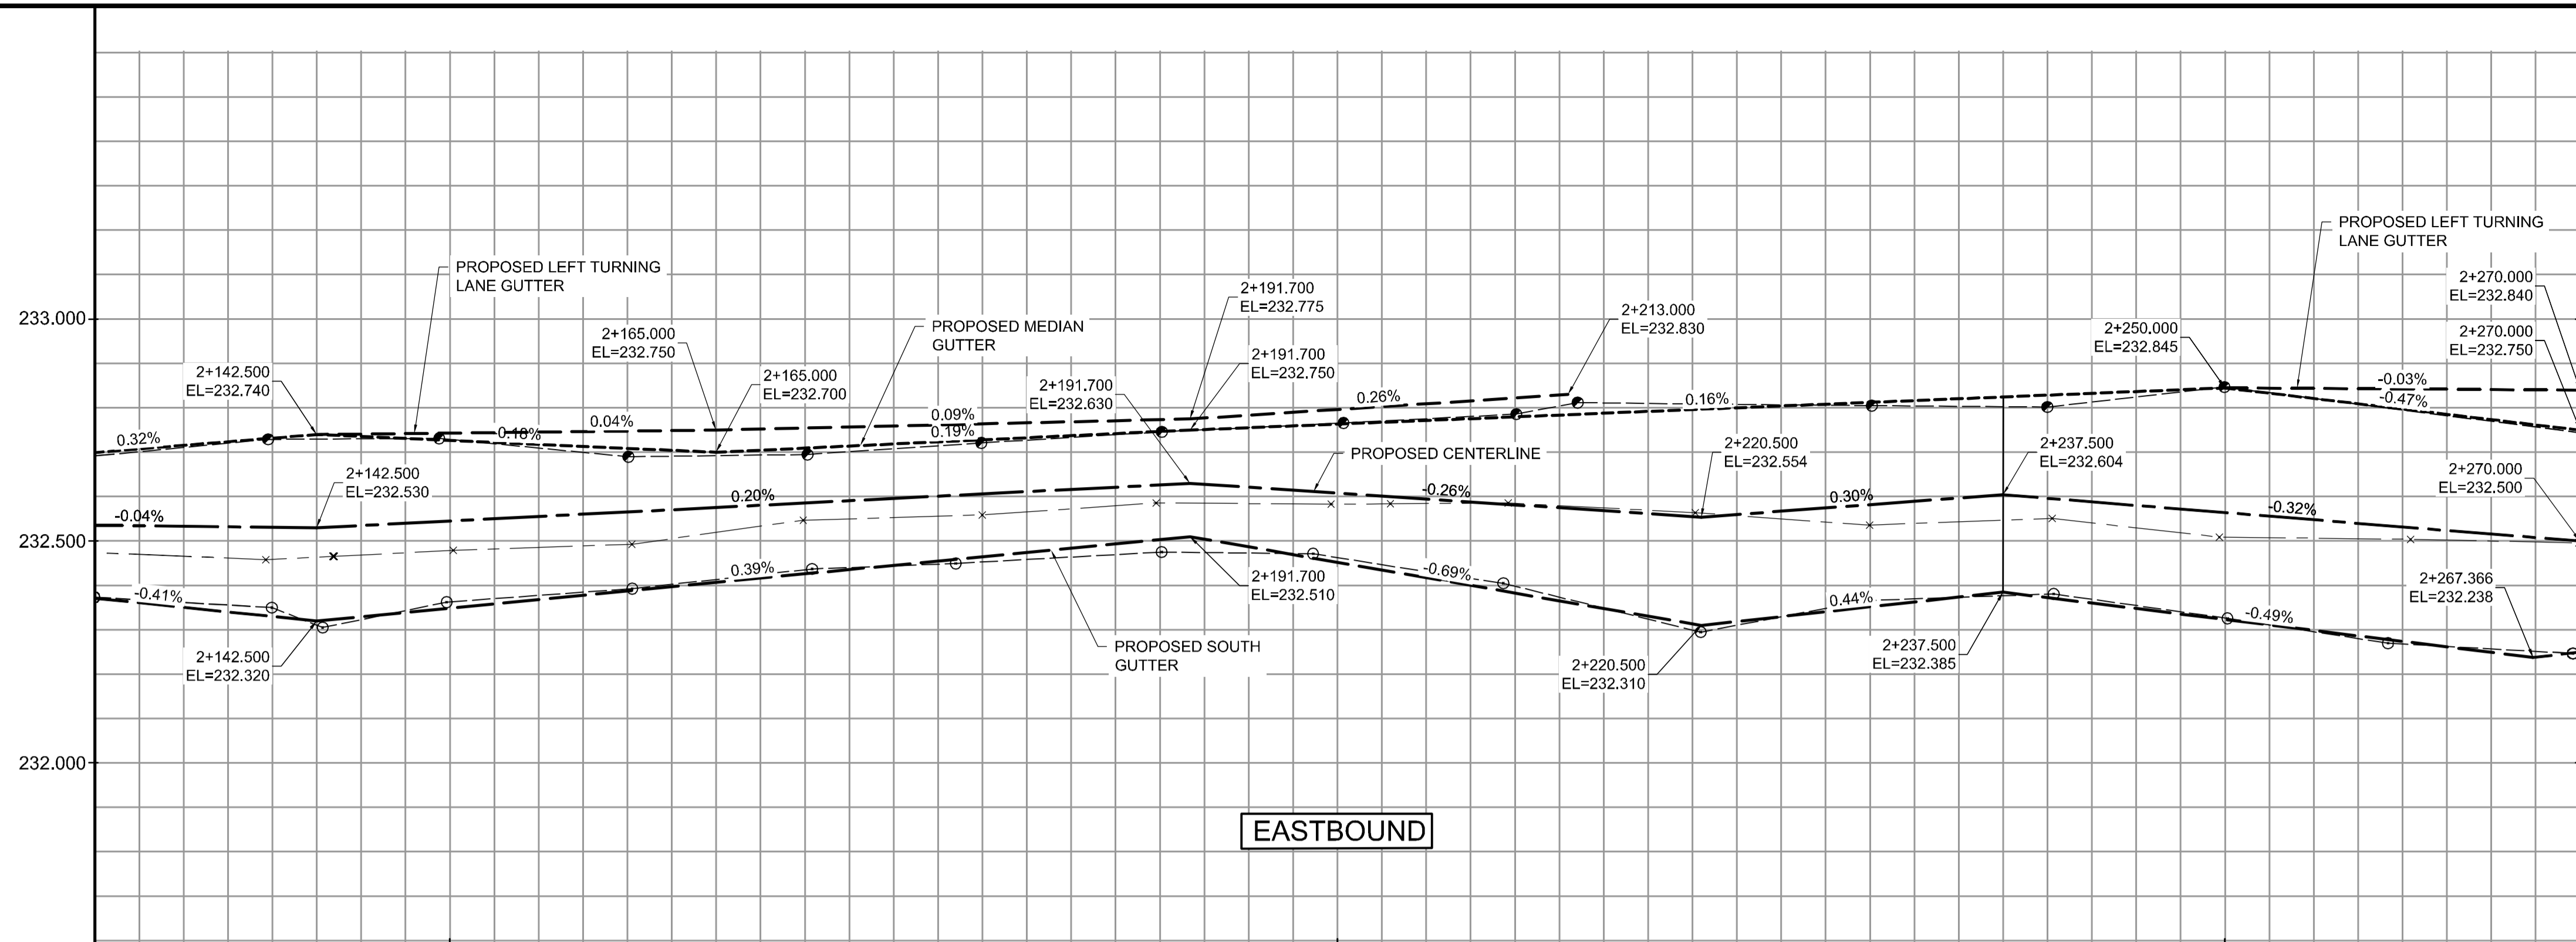 PROPOSED LEFT TURNING
LANE GUTTER
2+270.000
EL=232.840
PROPOSED LEFT TURNING
LANE GUTTER
2+191.700
EL=232.775
2+213.000
EL=232.830
233.000
PROPOSED MEDIAN
GUTTER
2+250.000
EL=232.845
2+270.000
EL=232.750
2+165.000
EL=232.750
2+191.700
EL=232.750
2+142.500
EL=232.740
2+165.000
EL=232.700
2+191.700
EL=232.630
-0.03%
-0.47%
0.26%
0.16%
0.09%
0.04%
0.19%
0.18%
0.32%
2+220.500
EL=232.554
2+237.500
EL=232.604
PROPOSED CENTERLINE
2+142.500
EL=232.530
2+270.000
EL=232.500
-0.04%
0.20%
-0.26%
0.30%
-0.32%
232.500
-0.41%
0.39%
-0.69%
0.44%
-0.49%
2+191.700
EL=232.510
2+267.366
EL=232.238
2+142.500
EL=232.320
PROPOSED SOUTH
GUTTER
2+220.500
EL=232.310
2+237.500
EL=232.385
232.000
EASTBOUND